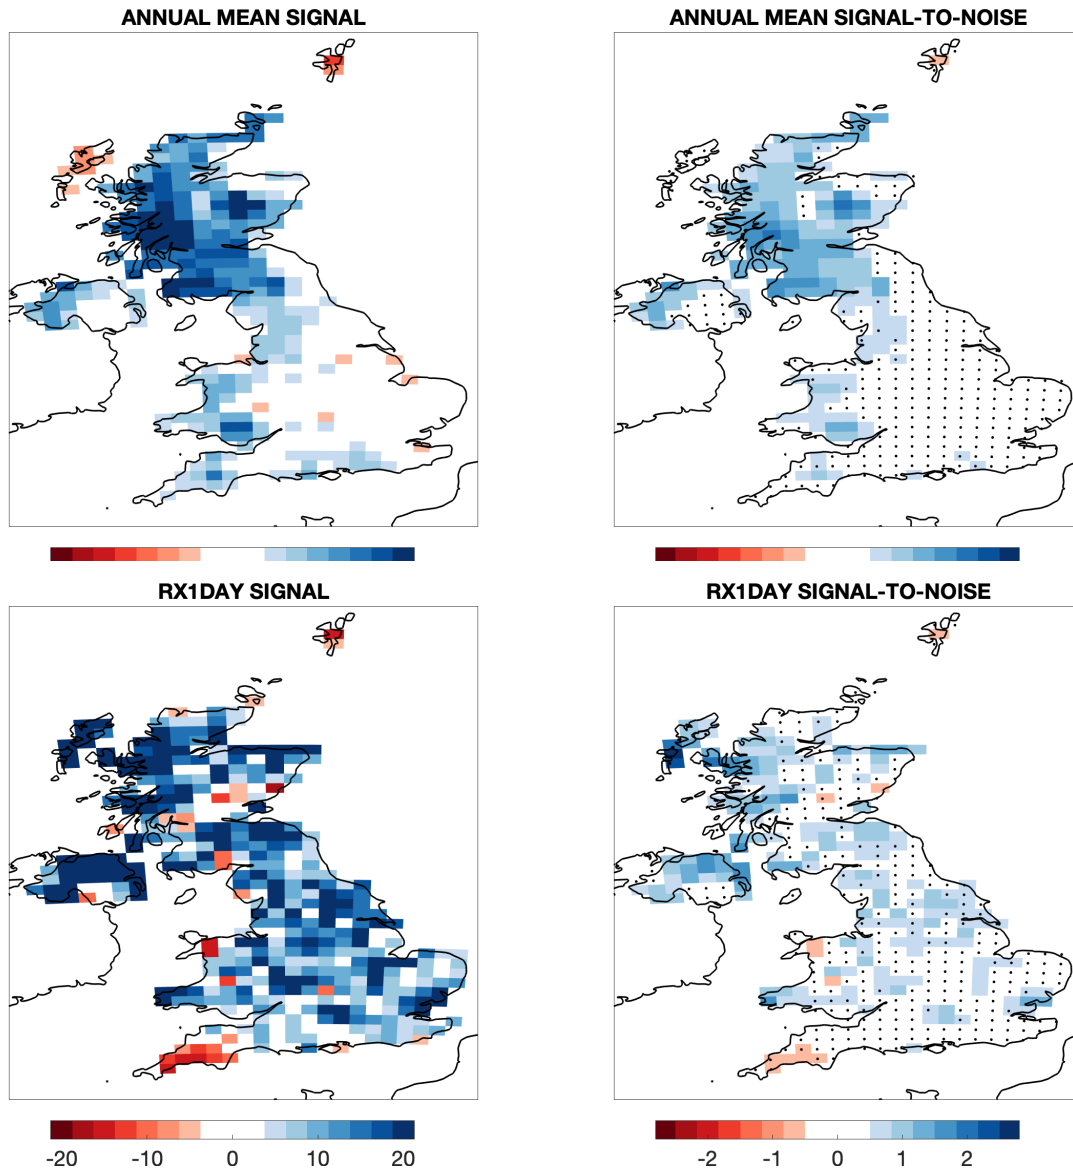 ANNUAL MEAN SIGNAL
ANNUAL MEAN SIGNAL-TO-NOISE
RX1DAY SIGNAL
RX1DAY SIGNAL-TO-NOISE
-20 -10 0 10 20
-2 -1 0 1 2